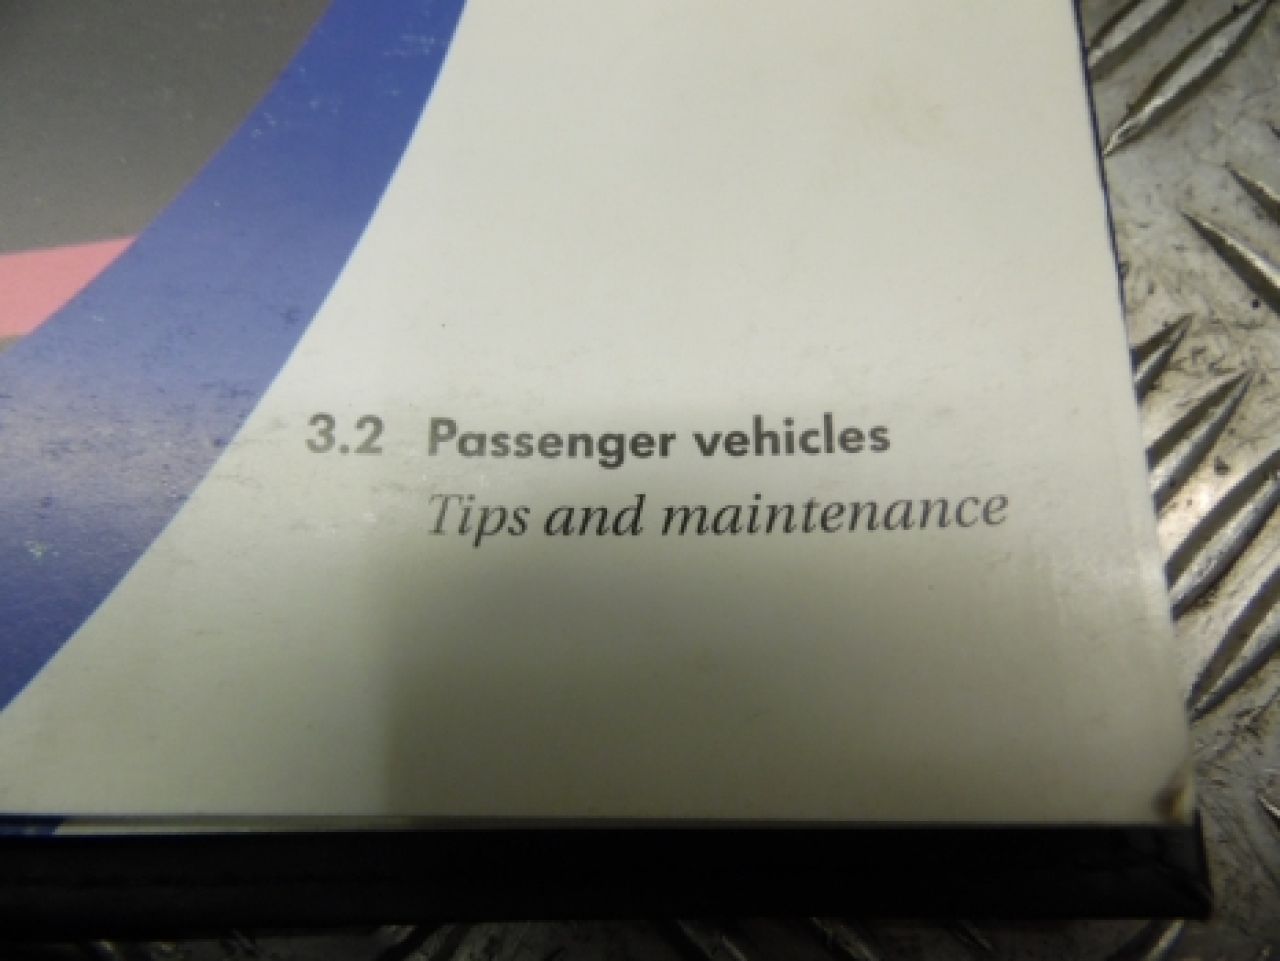 3.2 Passenger vehicles
Tips and maintenance